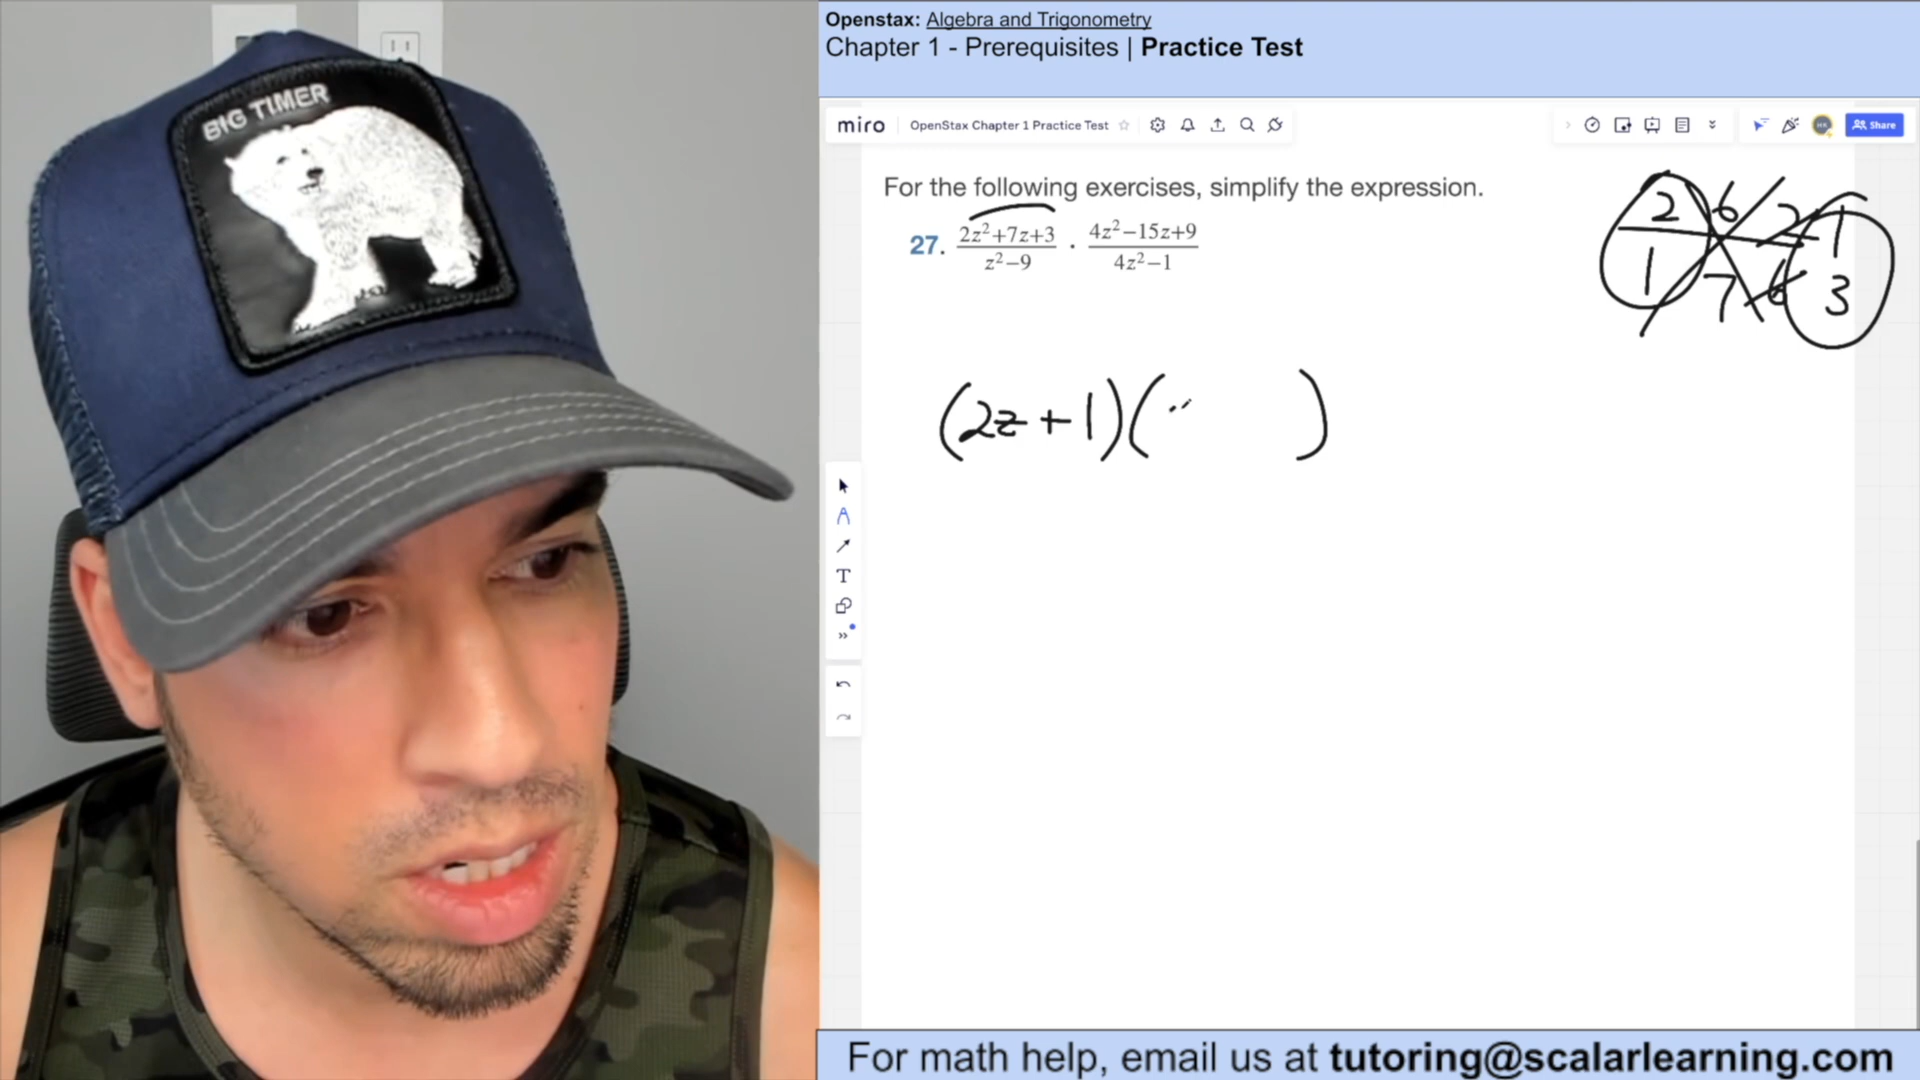 BIG TIMER
Openstax: Algebra and Trigonometry
Chapter 1 - Prerequisites | Practice Test
miro OpenStax Chapter 1 Practice Test
Share
For the following exercises, simplify the expression.
27. (2z²+7z+3)/(z²−9) · (4z²−15z+9)/(4z²−1)
2 6 2 1
1 7 6 3
(2z + 1)( )
For math help, email us at tutoring@scalarlearning.com